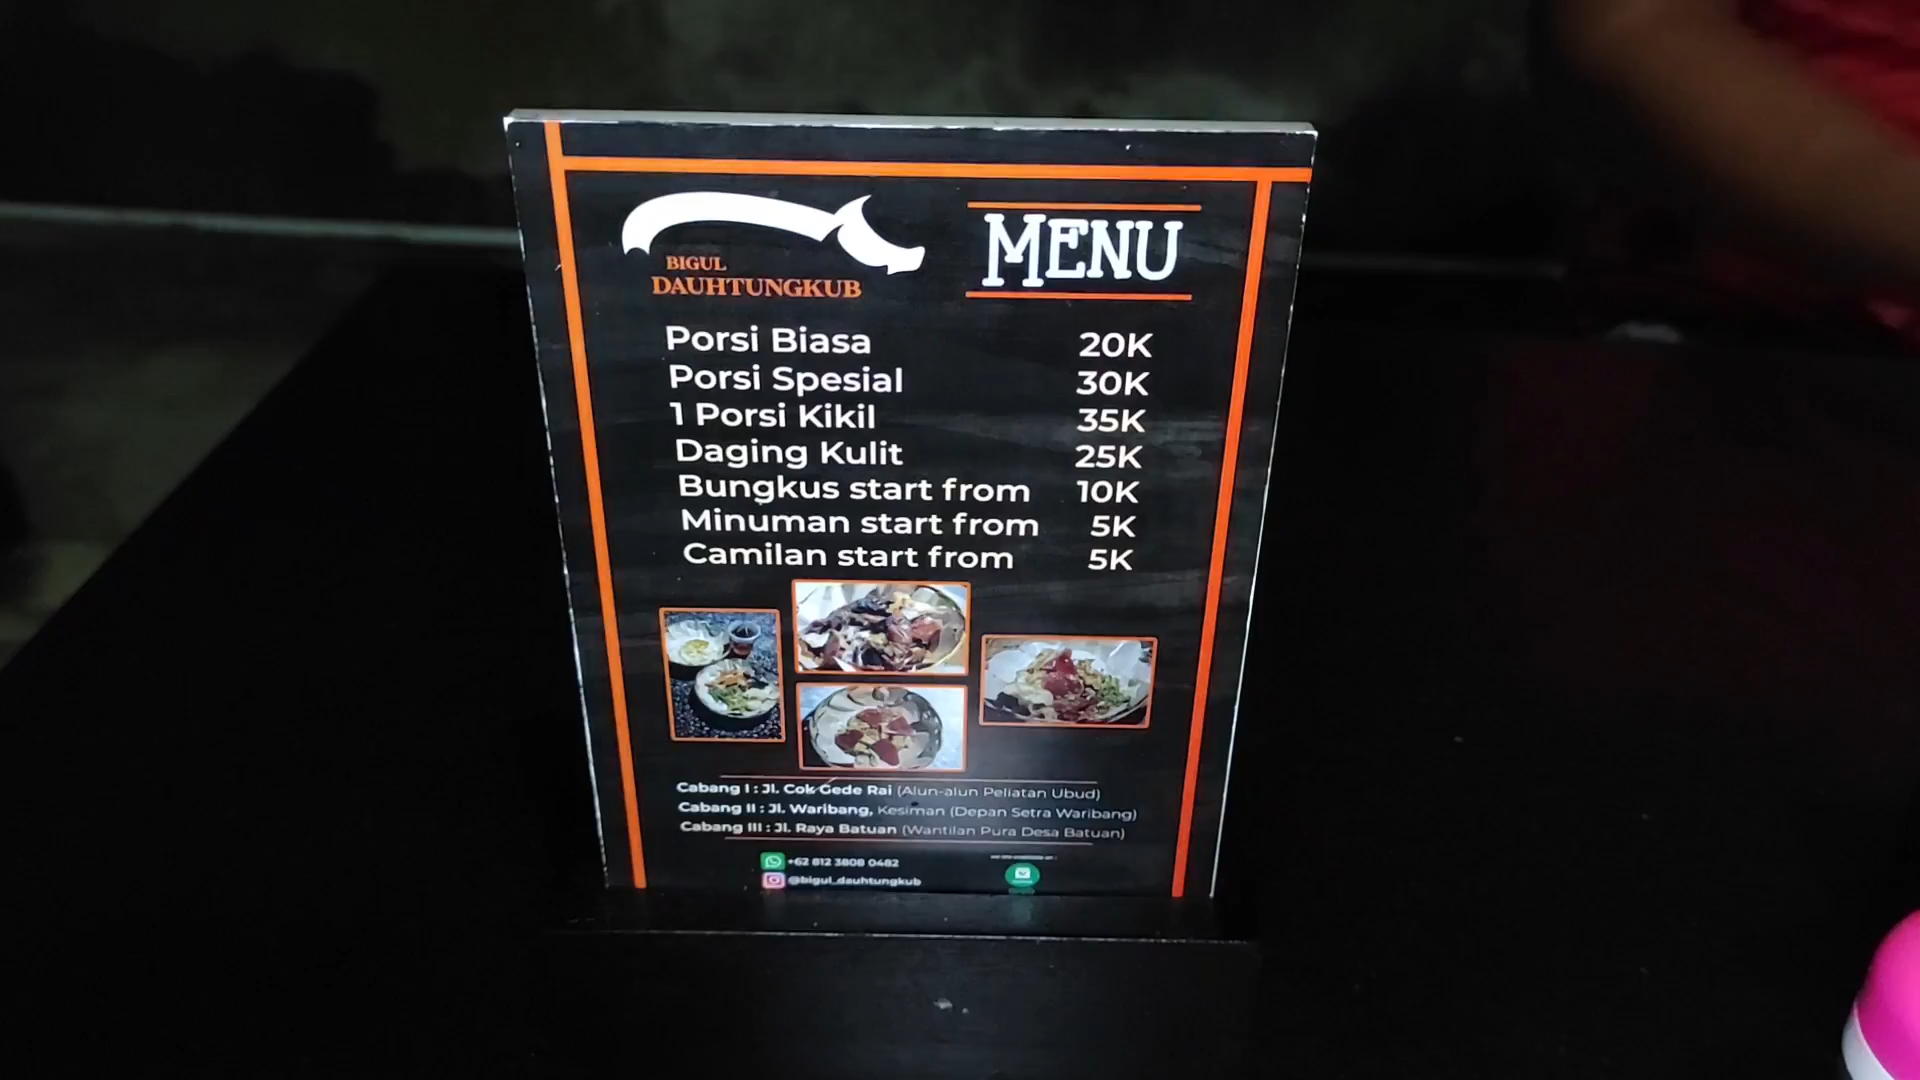 BIGUL
DAUHTUNGKUB
MENU
Porsi Biasa 20K
Porsi Spesial 30K
1 Porsi Kikil 35K
Daging Kulit 25K
Bungkus start from 10K
Minuman start from 5K
Camilan start from 5K
Cabang I : Jl. Cok Gede Rai (Alun-alun Peliatan Ubud)
Cabang II : Jl. Waribang, Kesiman (Depan Setra Waribang)
Cabang III : Jl. Raya Batuan (Wantilan Pura Desa Batuan)
+62 812 3808 0482
@bigul_dauhtungkub